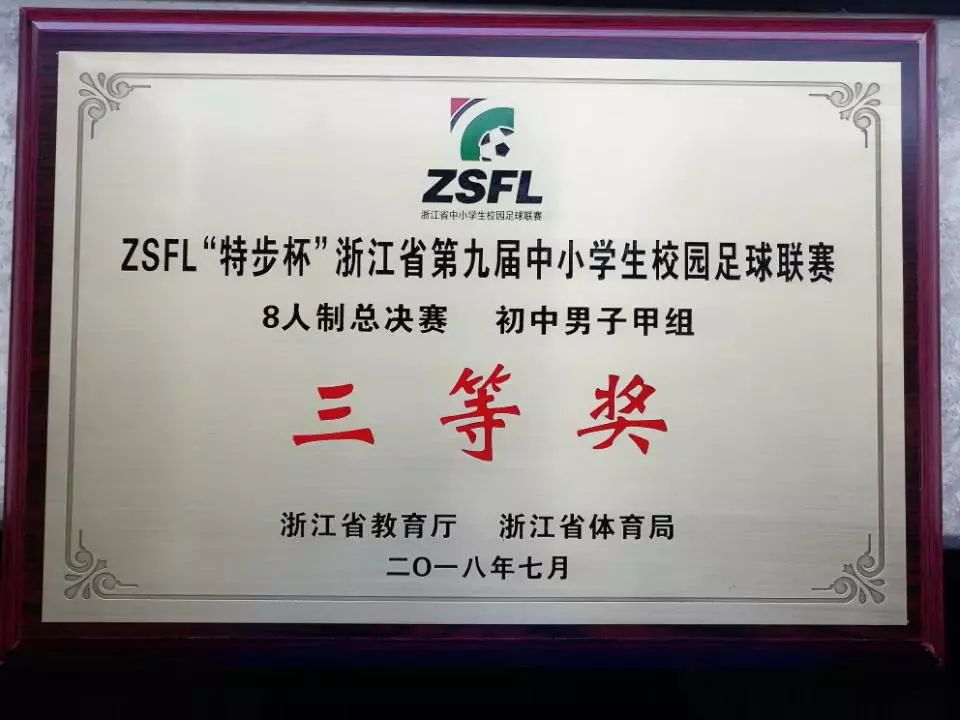 ZSFL
浙江省中小学生校园足球联赛
ZSFL“特步杯”浙江省第九届中小学生校园足球联赛
8人制总决赛 初中男子甲组
三等奖
浙江省教育厅 浙江省体育局
二〇一八年七月